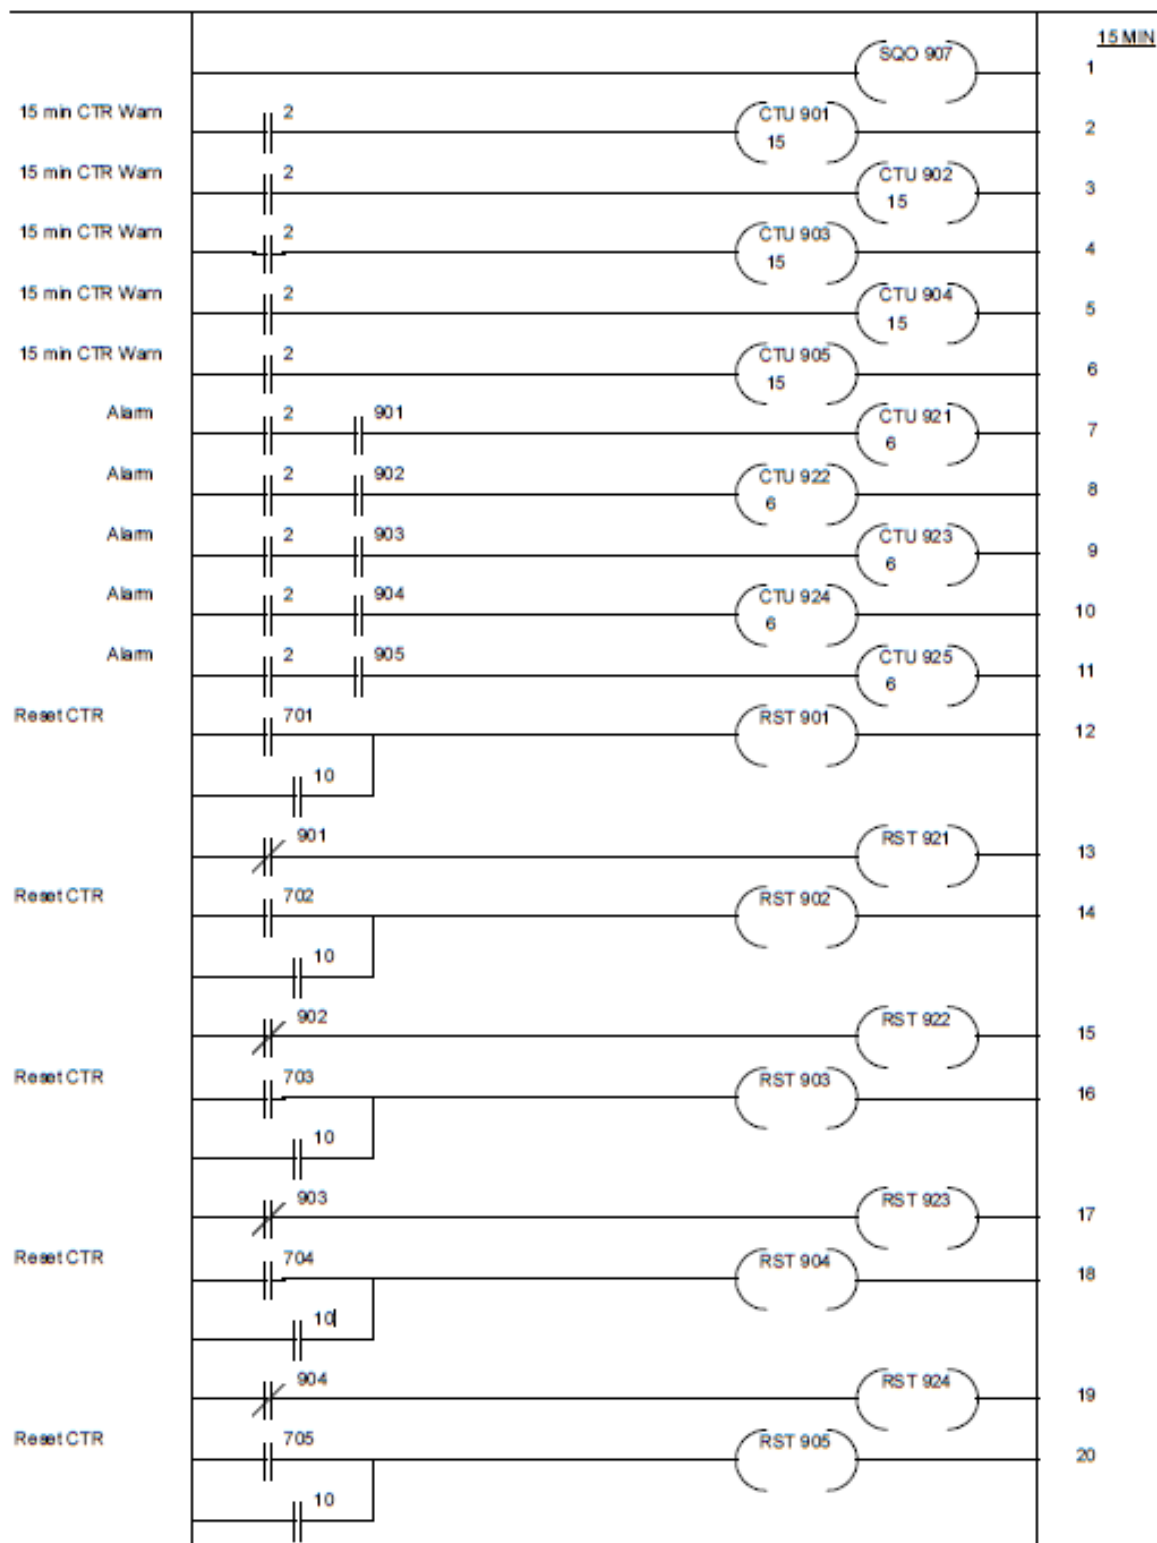 15 MIN
SQO 907
1
15 min CTR Warn
2
CTU 901
15
2
15 min CTR Warn
2
CTU 902
15
3
15 min CTR Warn
2
CTU 903
15
4
15 min CTR Warn
2
CTU 904
15
5
15 min CTR Warn
2
CTU 905
15
6
Alarm
2
901
CTU 921
6
7
Alarm
2
902
CTU 922
6
8
Alarm
2
903
CTU 923
6
9
Alarm
2
904
CTU 924
6
10
Alarm
2
905
CTU 925
6
11
Reset CTR
701
RST 901
12
10
901
RST 921
13
Reset CTR
702
RST 902
14
10
902
RST 922
15
Reset CTR
703
RST 903
16
10
903
RST 923
17
Reset CTR
704
RST 904
18
10
904
RST 924
19
Reset CTR
705
RST 905
20
10